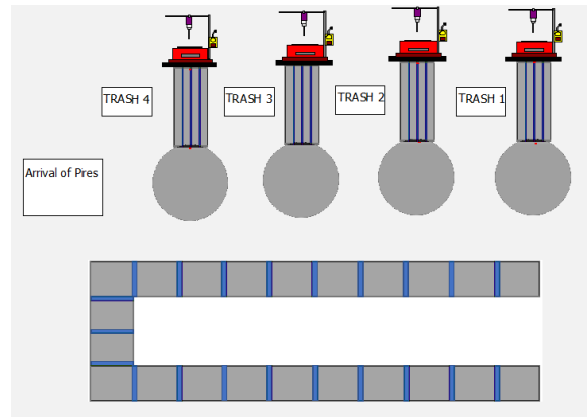 TRASH 4
TRASH 3
TRASH 2
TRASH 1
Arrival of Pires